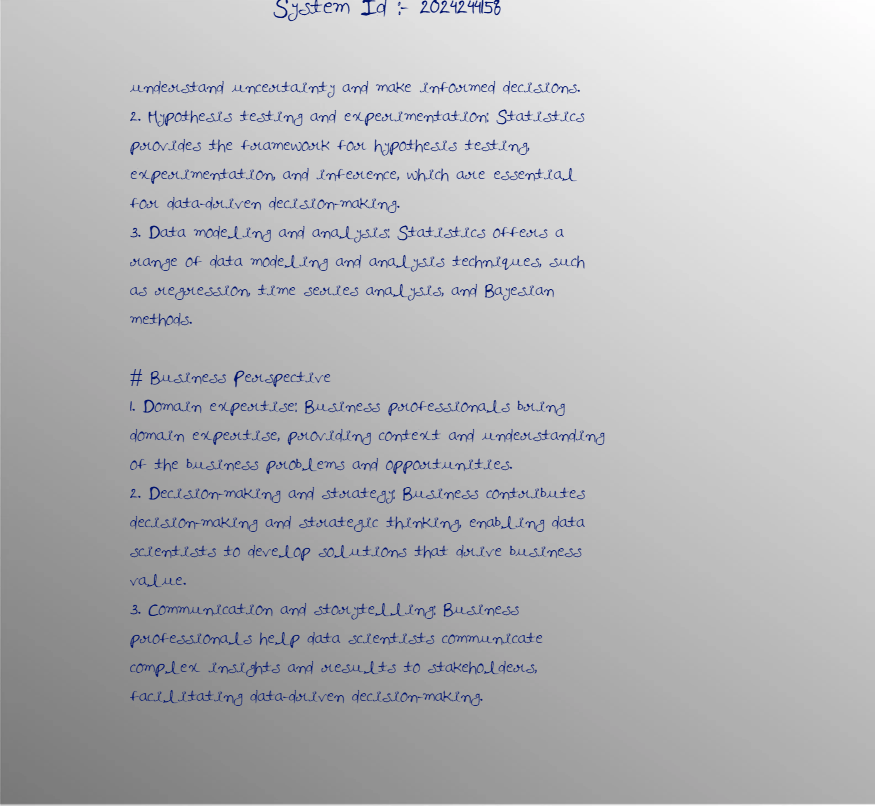 System Id :- 2024244158
understand uncertainty and make informed decisions.
2. Hypothesis testing and experimentation: Statistics
provides the framework for hypothesis testing,
experimentation, and inference, which are essential
for data-driven decision-making.
3. Data modelling and analysis: Statistics offers a
range of data modelling and analysis techniques, such
as regression, time series analysis, and Bayesian
methods.
# Business Perspective
1. Domain expertise: Business professionals bring
domain expertise, providing context and understanding
of the business problems and opportunities.
2. Decision-making and strategy: Business contributes
decision-making and strategic thinking, enabling data
scientists to develop solutions that drive business
value.
3. Communication and storytelling: Business
professionals help data scientists communicate
complex insights and results to stakeholders,
facilitating data-driven decision-making.